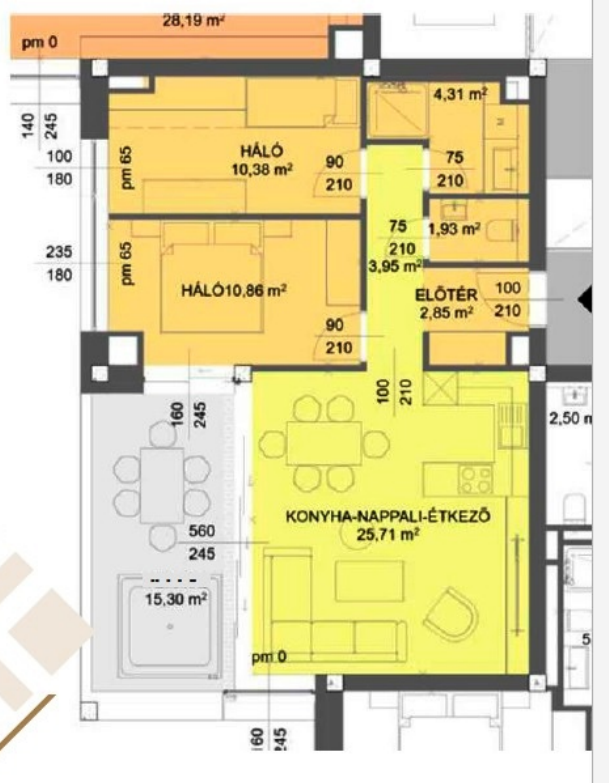 28,19 m²
pm 0
4,31 m²
140
245
100
180
pm 65
HÁLÓ
10,38 m²
90
210
75
210
M
75
210
1,93 m²
3,95 m²
235
180
pm 65
HÁLÓ10,86 m²
ELŐTÉR
2,85 m²
100
210
90
210
160
245
100
210
2,50
KONYHA-NAPPALI-ÉTKEZŐ
25,71 m²
560
245
15,30 m²
5
pm 0
160
245